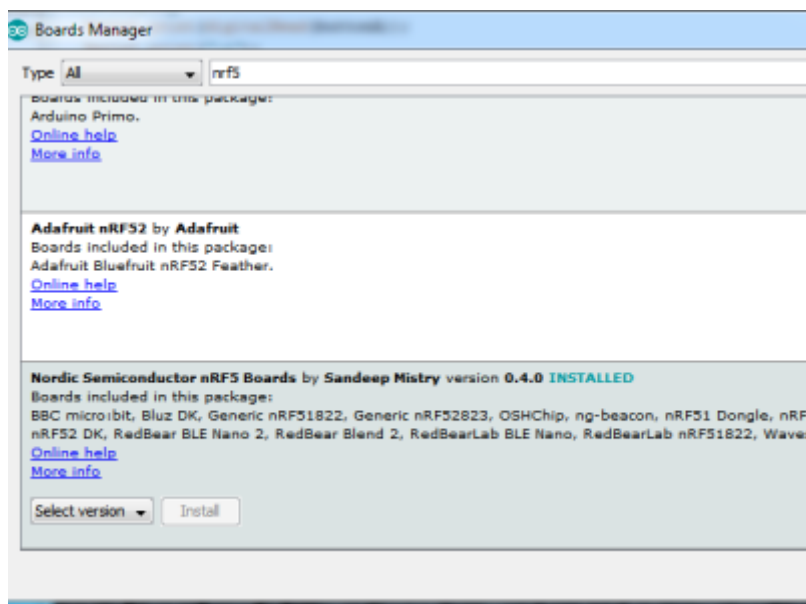 Boards Manager
Type All nrf5
Boards included in this package:
Arduino Primo.
Online help
More info
Adafruit nRF52 by Adafruit
Boards included in this package:
Adafruit Bluefruit nRF52 Feather.
Online help
More info
Nordic Semiconductor nRF5 Boards by Sandeep Mistry version 0.4.0 INSTALLED
Boards included in this package:
BBC micro:bit, Bluz DK, Generic nRF51822, Generic nRF52823, OSHChip, ng-beacon, nRF51 Dongle, nRF
nRF52 DK, RedBear BLE Nano 2, RedBear Blend 2, RedBearLab BLE Nano, RedBearLab nRF51822, Waves
Online help
More info
Select version Install